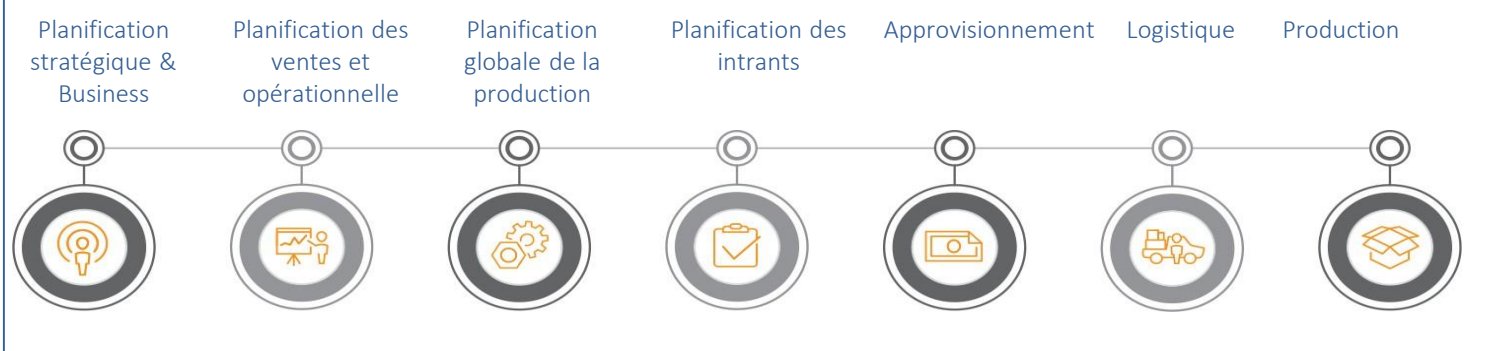 Planification
stratégique &
Business
Planification des
ventes et
opérationnelle
Planification
globale de la
production
Planification des
intrants
Approvisionnement
Logistique
Production